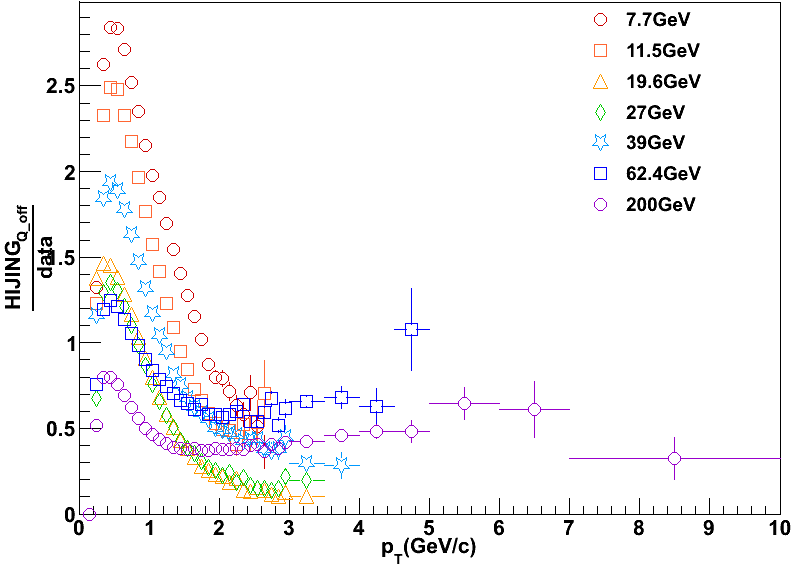 7.7GeV
11.5GeV
19.6GeV
27GeV
39GeV
62.4GeV
200GeV
HIJING_Q_off
data
2.5
2
1.5
1
0.5
0
0 1 2 3 4 5 6 7 8 9 10
p_T(GeV/c)